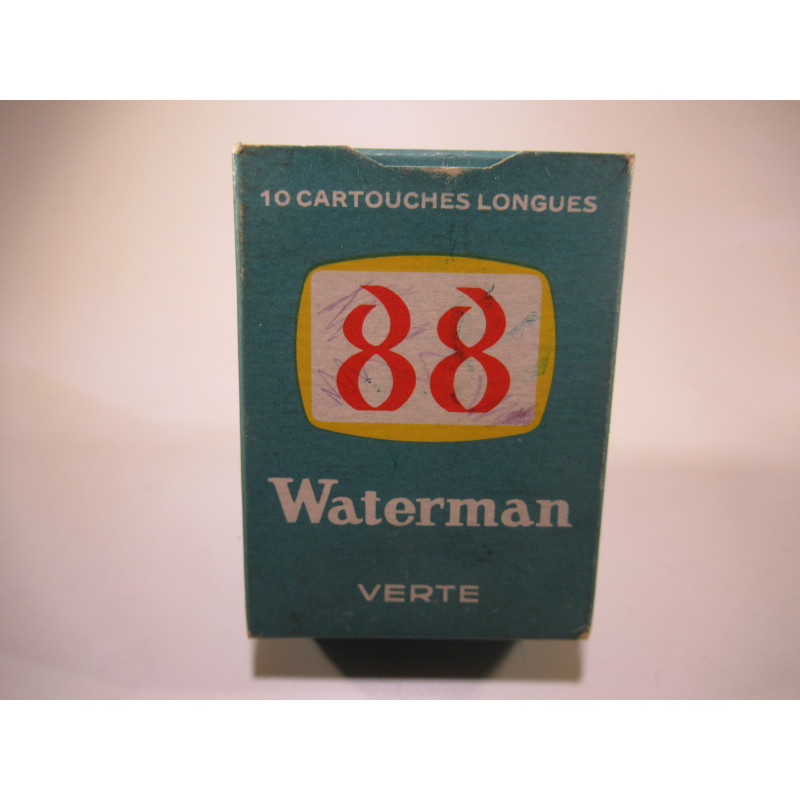 10 CARTOUCHES LONGUES
88
Waterman
VERTE